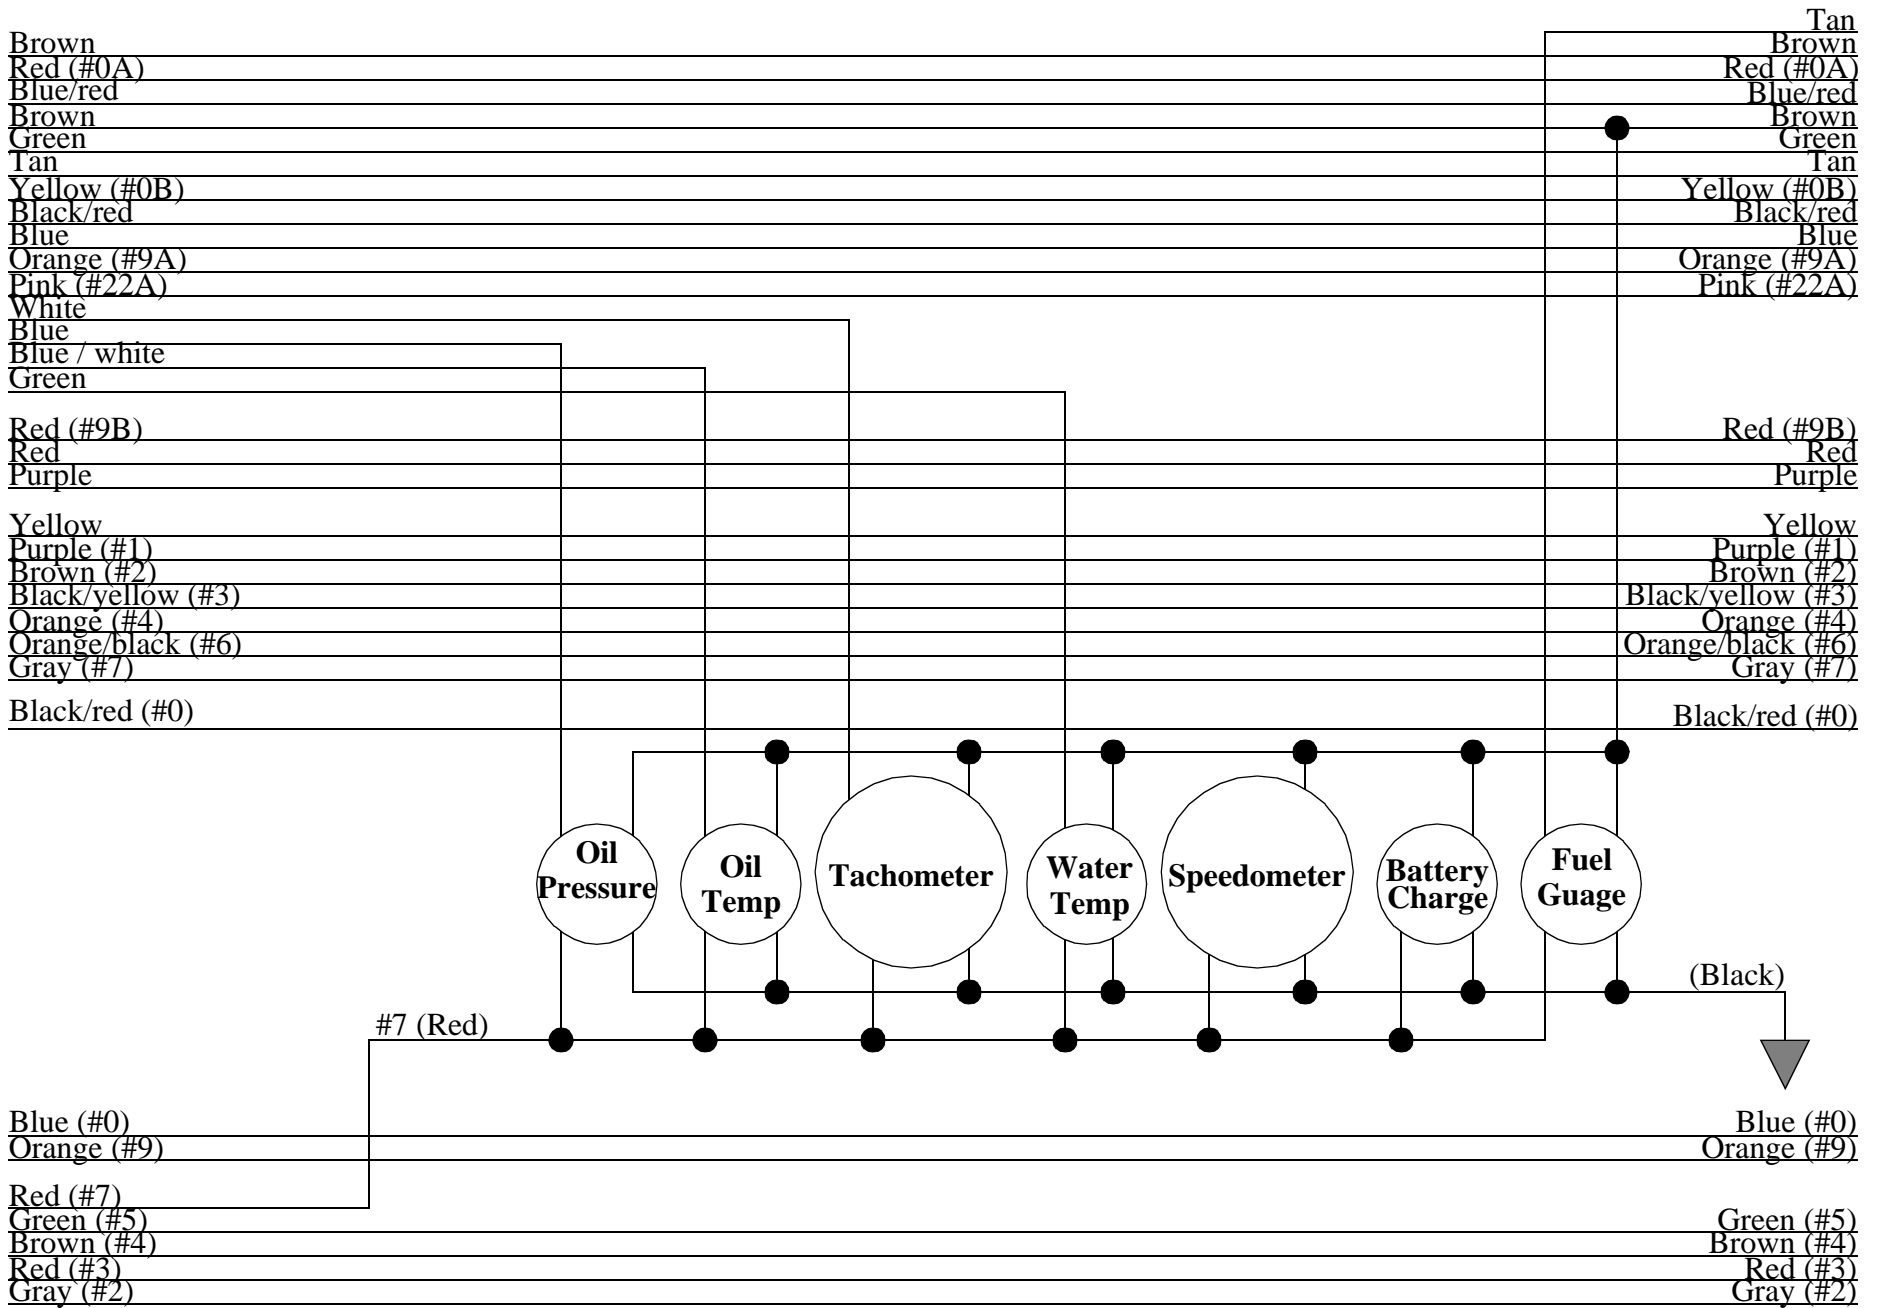 Tan
Brown Brown
Red (#0A) Red (#0A)
Blue/red Blue/red
Brown Brown
Green Green
Tan Tan
Yellow (#0B) Yellow (#0B)
Black/red Black/red
Blue Blue
Orange (#9A) Orange (#9A)
Pink (#22A) Pink (#22A)
White
Blue
Blue / white
Green
Red (#9B) Red (#9B)
Red Red
Purple Purple
Yellow Yellow
Purple (#1) Purple (#1)
Brown (#2) Brown (#2)
Black/yellow (#3) Black/yellow (#3)
Orange (#4) Orange (#4)
Orange/black (#6) Orange/black (#6)
Gray (#7) Gray (#7)
Black/red (#0) Black/red (#0)
Oil
Pressure
Oil
Temp
Tachometer
Water
Temp
Speedometer
Battery
Charge
Fuel
Guage
(Black)
#7 (Red)
Blue (#0) Blue (#0)
Orange (#9) Orange (#9)
Red (#7)
Green (#5) Green (#5)
Brown (#4) Brown (#4)
Red (#3) Red (#3)
Gray (#2) Gray (#2)